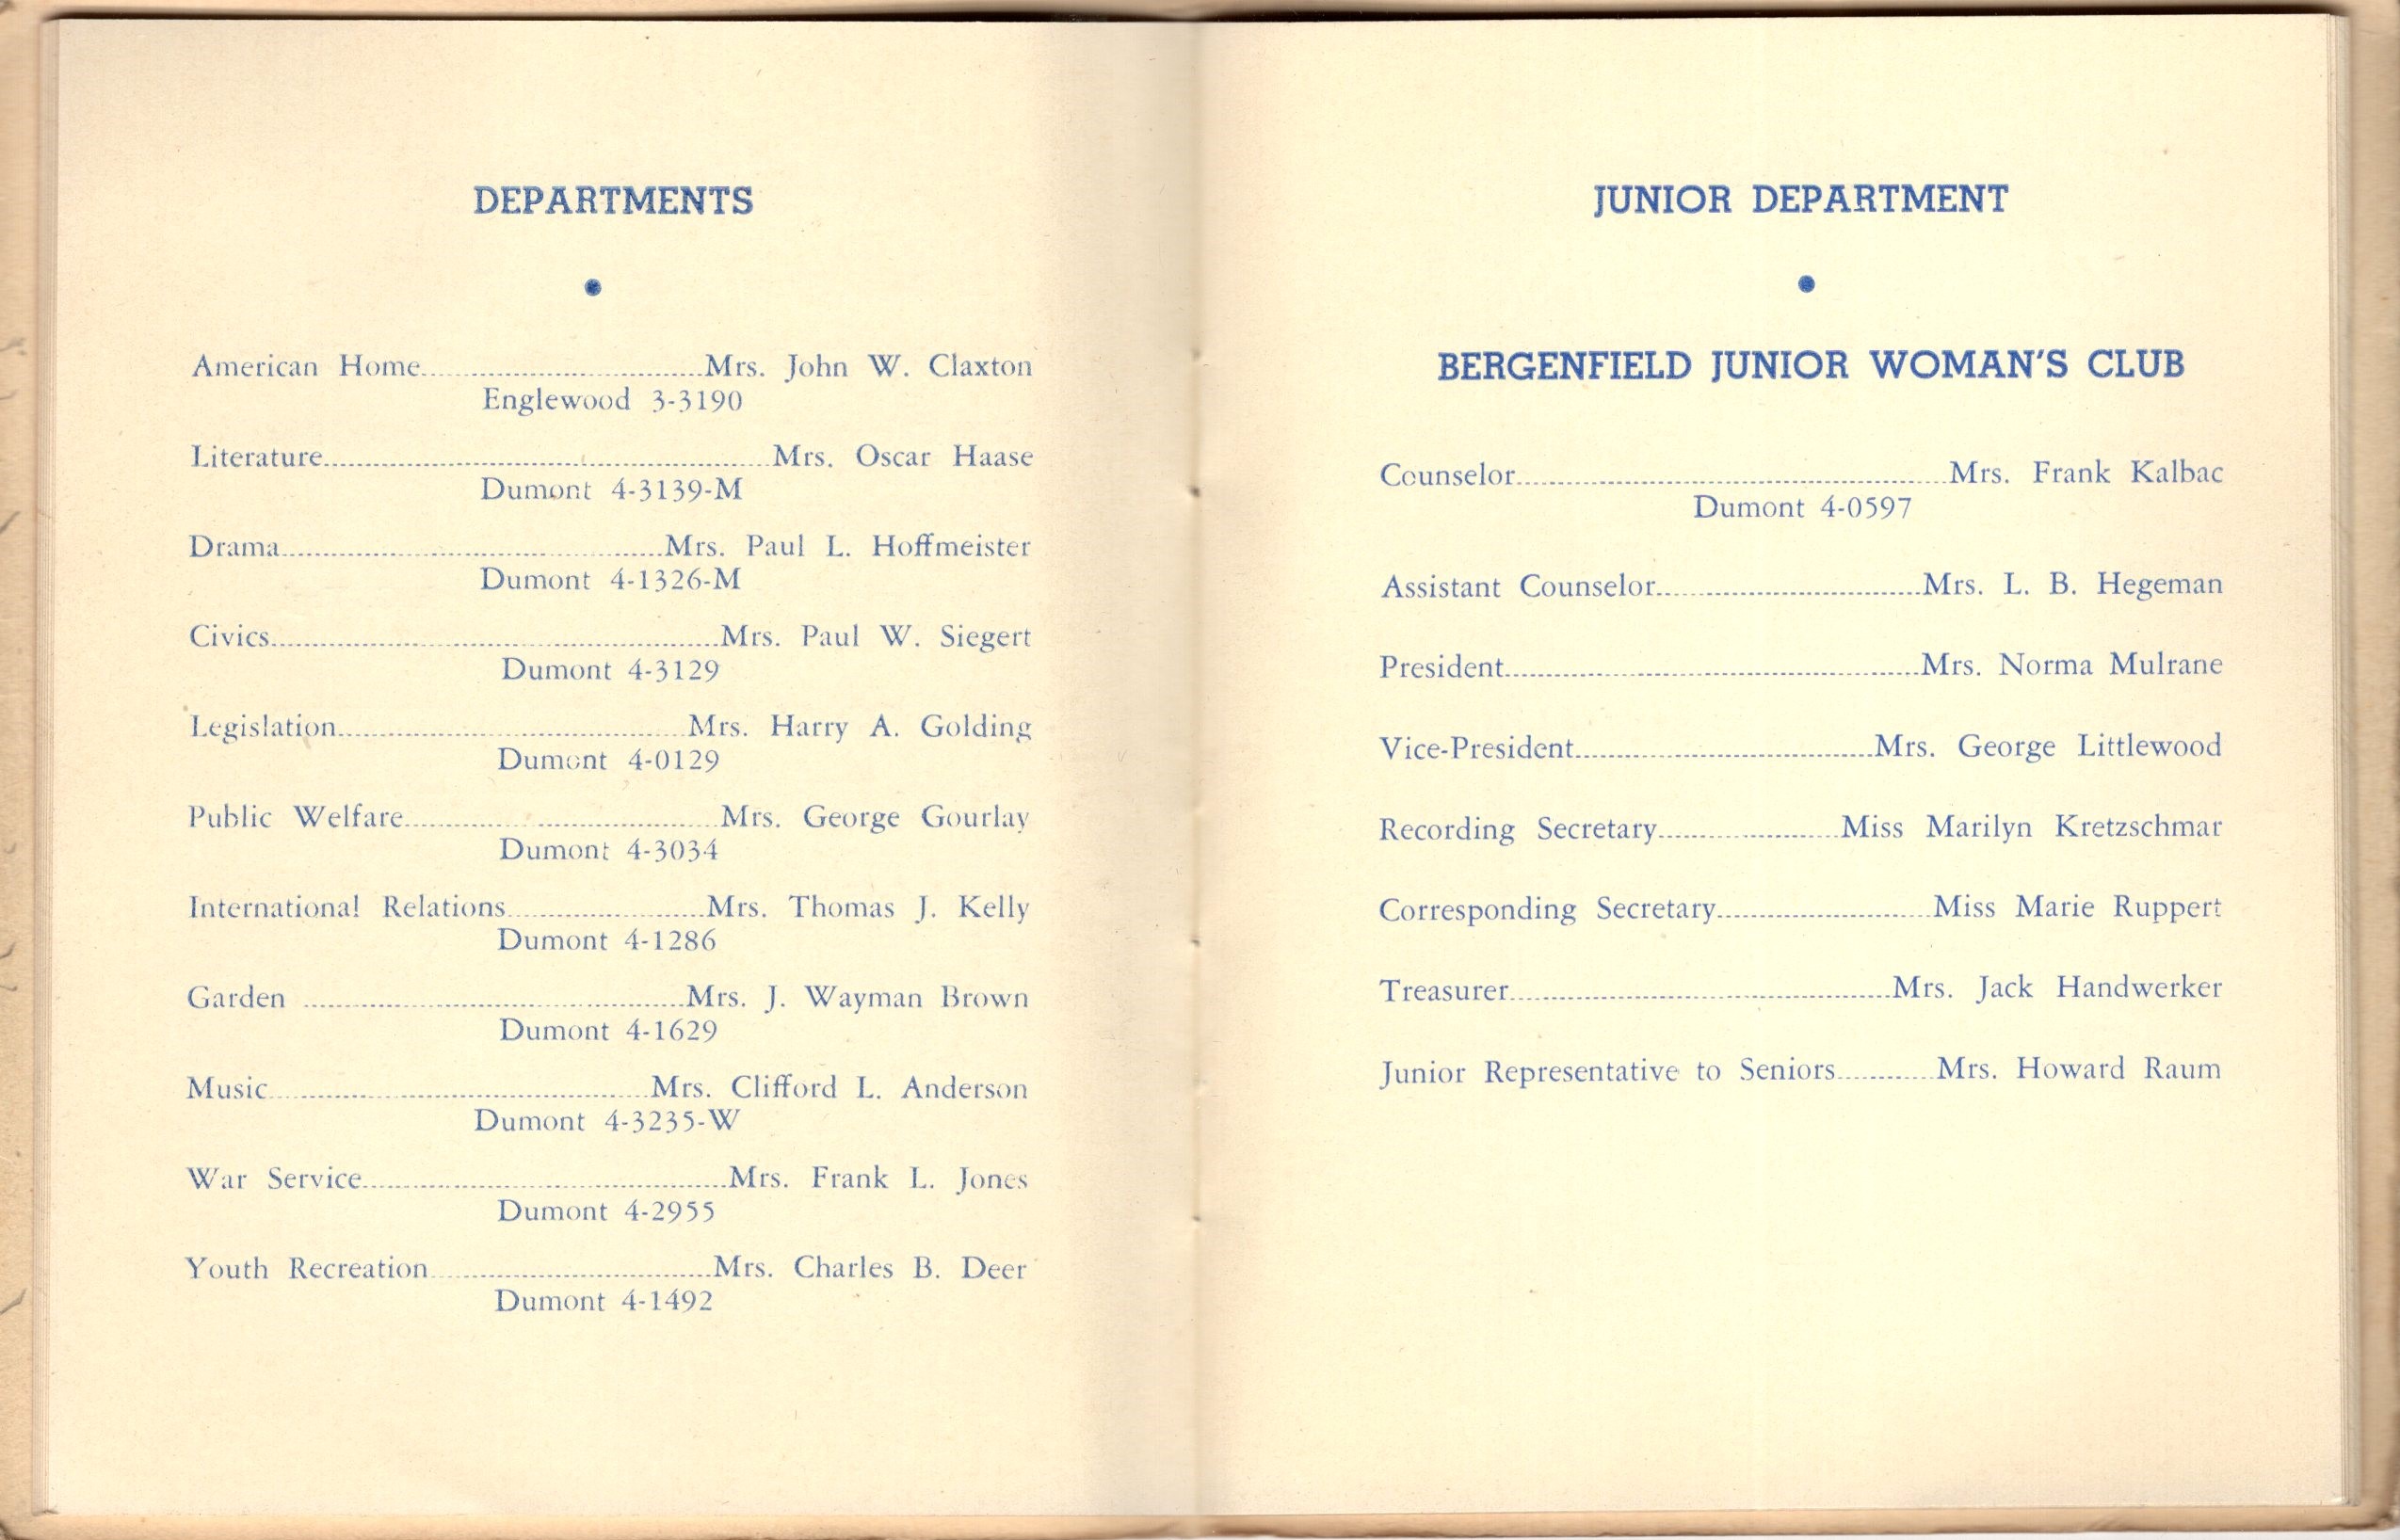 DEPARTMENTS
American Home Mrs. John W. Claxton
Englewood 3-3190
Literature Mrs. Oscar Haase
Dumont 4-3139-M
Drama Mrs. Paul L. Hoffmeister
Dumont 4-1326-M
Civics Mrs. Paul W. Siegert
Dumont 4-3129
Legislation Mrs. Harry A. Golding
Dumont 4-0129
Public Welfare Mrs. George Gourlay
Dumont 4-3034
International Relations Mrs. Thomas J. Kelly
Dumont 4-1286
Garden Mrs. J. Wayman Brown
Dumont 4-1629
Music Mrs. Clifford L. Anderson
Dumont 4-3235-W
War Service Mrs. Frank L. Jones
Dumont 4-2955
Youth Recreation Mrs. Charles B. Deer
Dumont 4-1492
JUNIOR DEPARTMENT
BERGENFIELD JUNIOR WOMAN'S CLUB
Counselor Mrs. Frank Kalbac
Dumont 4-0597
Assistant Counselor Mrs. L. B. Hegeman
President Mrs. Norma Mulrane
Vice-President Mrs. George Littlewood
Recording Secretary Miss Marilyn Kretzschmar
Corresponding Secretary Miss Marie Ruppert
Treasurer Mrs. Jack Handwerker
Junior Representative to Seniors Mrs. Howard Raum